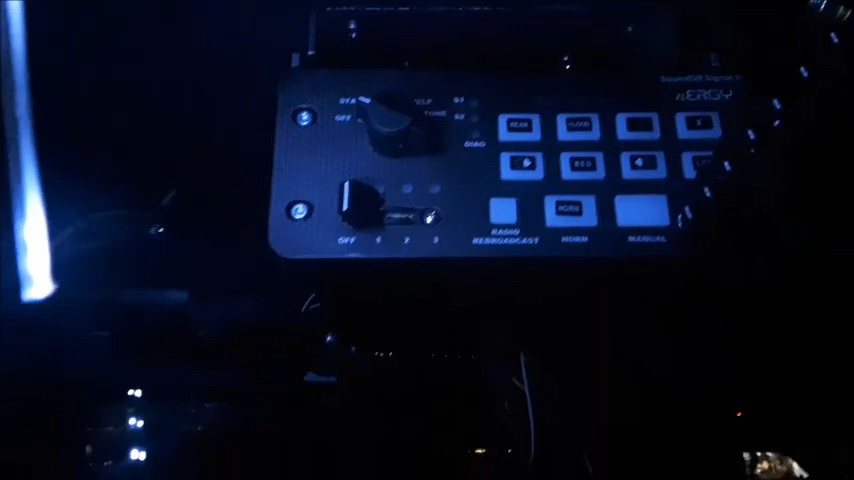 SoundOff Signal
nERGY
YELP
S1
OFF
TONE
S2
DIAG
FLOOD
X
RED
HORN
OFF 1 2 3
RADIO
REBROADCAST
HORN
MANUAL